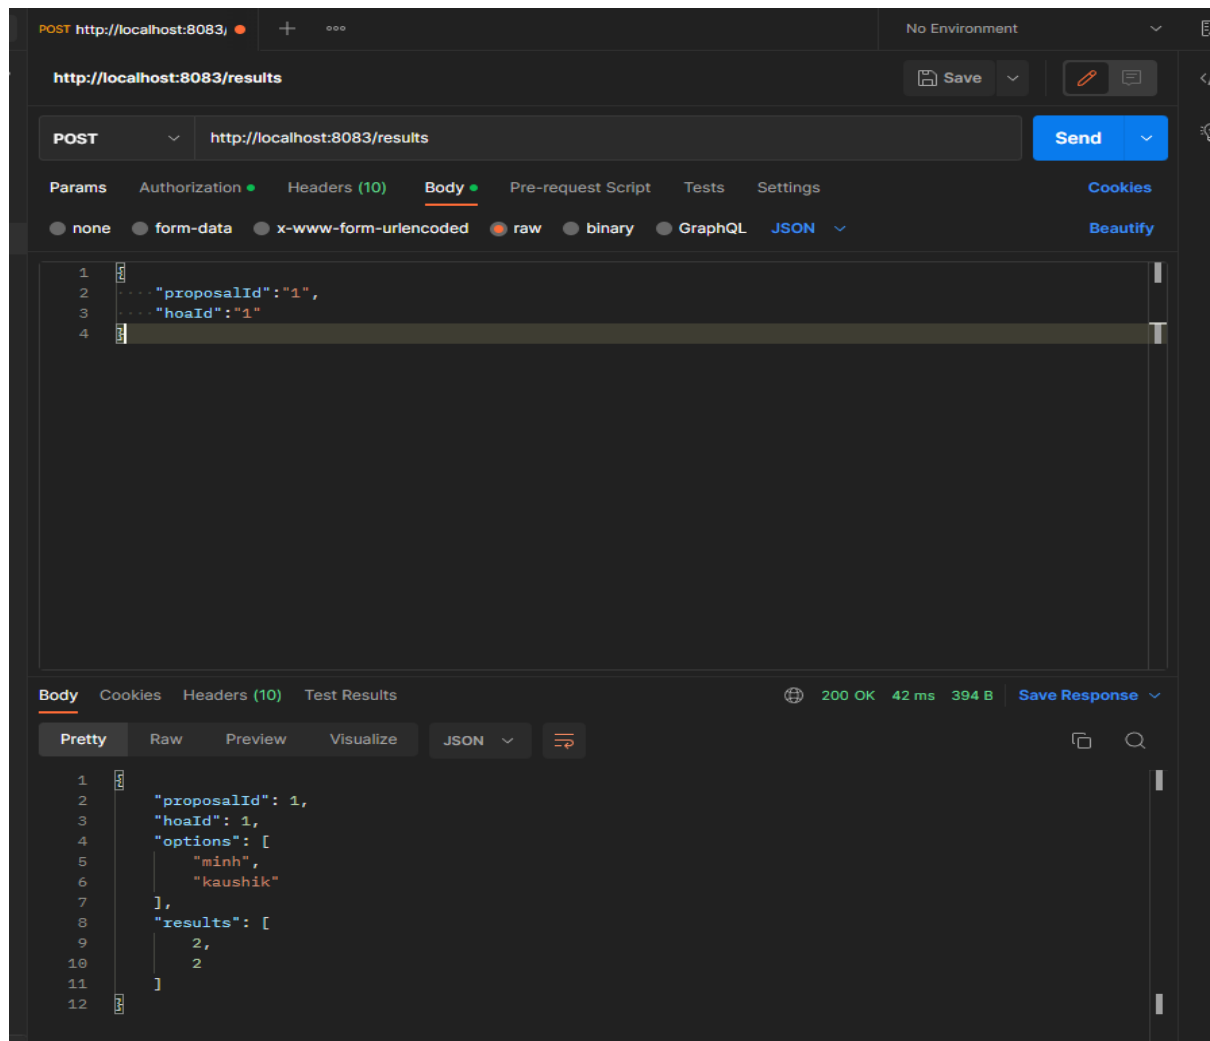 POST http://localhost:8083/ No Environment
http://localhost:8083/results Save
POST http://localhost:8083/results Send
Params Authorization Headers (10) Body Pre-request Script Tests Settings Cookies
none form-data x-www-form-urlencoded raw binary GraphQL JSON Beautify
1 {
2 "proposalId":"1",
3 "hoaId":"1"
4 }
Body Cookies Headers (10) Test Results 200 OK 42 ms 394 B Save Response
Pretty Raw Preview Visualize JSON
1 {
2 "proposalId": 1,
3 "hoaId": 1,
4 "options": [
5 "minh",
6 "kaushik"
7 ],
8 "results": [
9 2,
10 2
11 ]
12 }